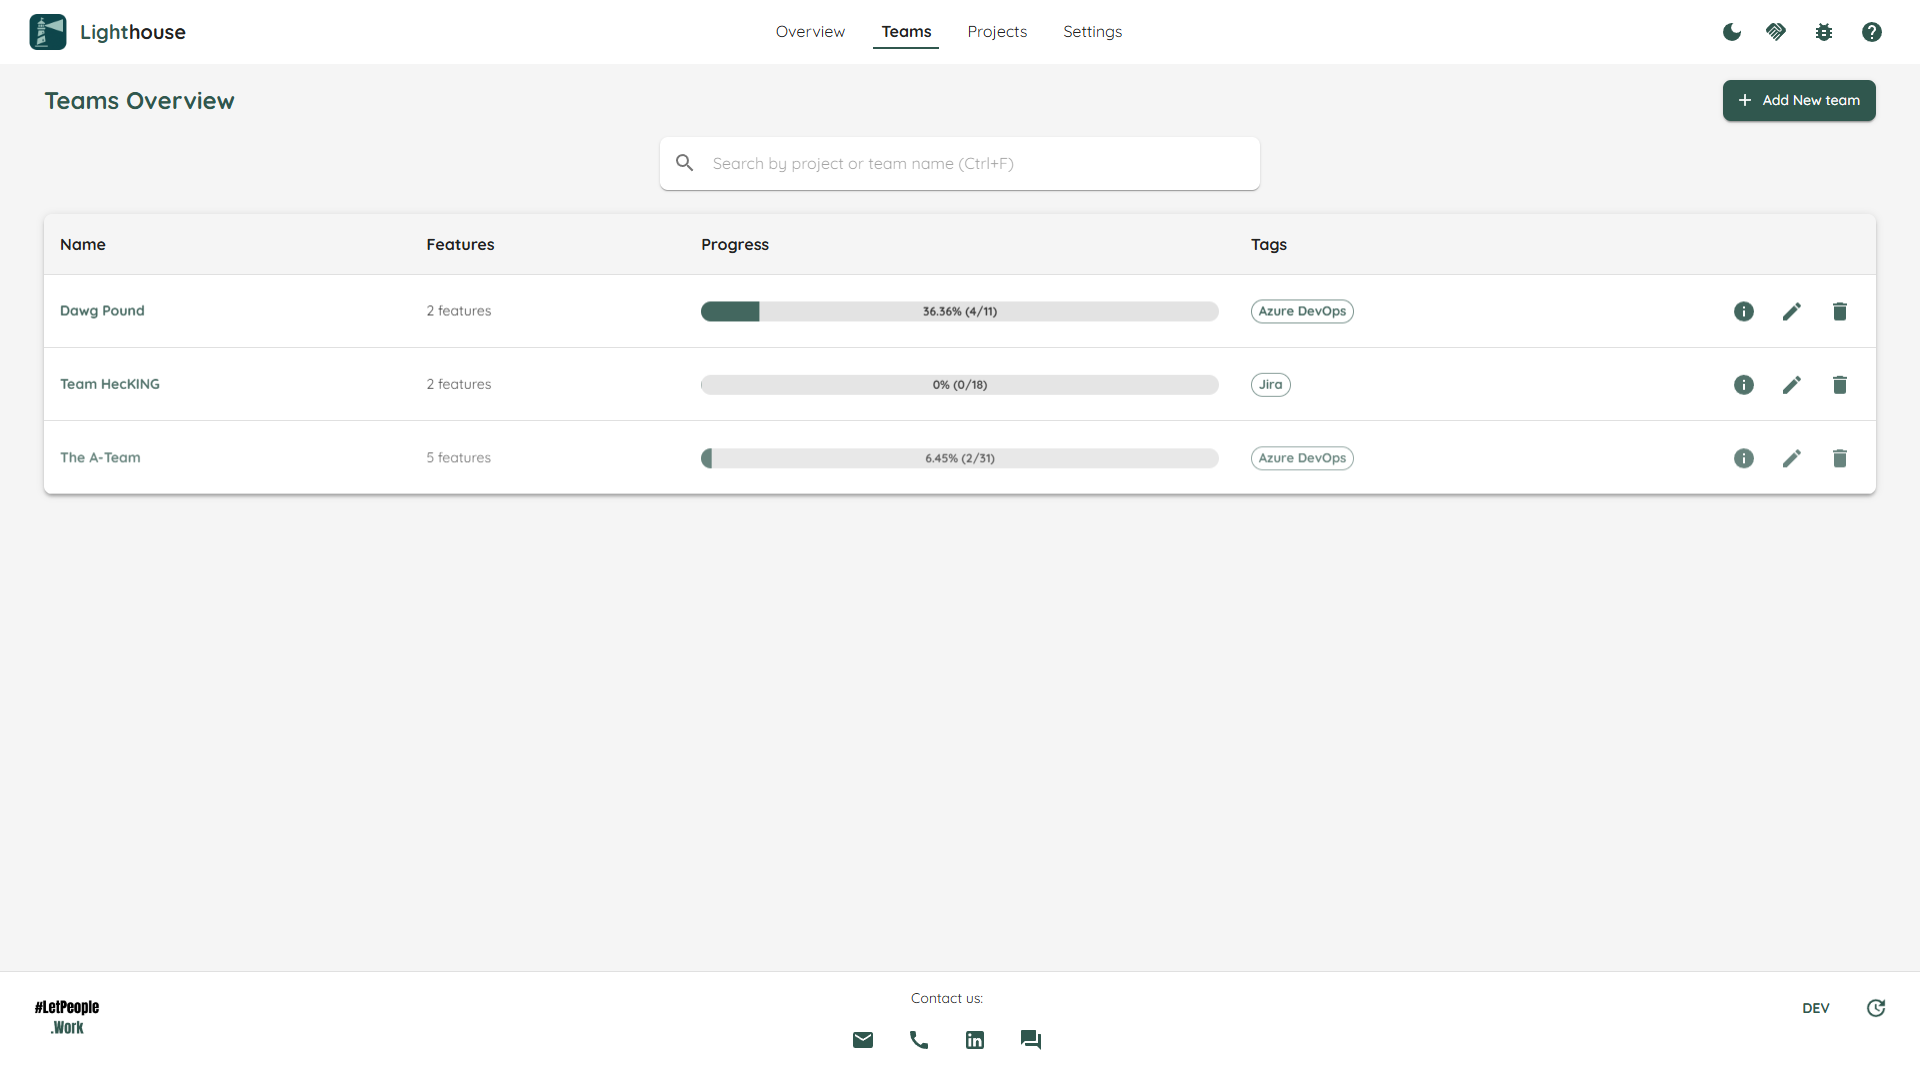 Lighthouse
Overview Teams Projects Settings
Teams Overview
Add New team
Search by project or team name (Ctrl+F)
Name Features Progress Tags
Dawg Pound 2 features 36.36% (4/11) Azure DevOps
Team HecKING 2 features 0% (0/18) Jira
The A-Team 5 features 6.45% (2/31) Azure DevOps
#LetPeople
.Work
Contact us:
DEV